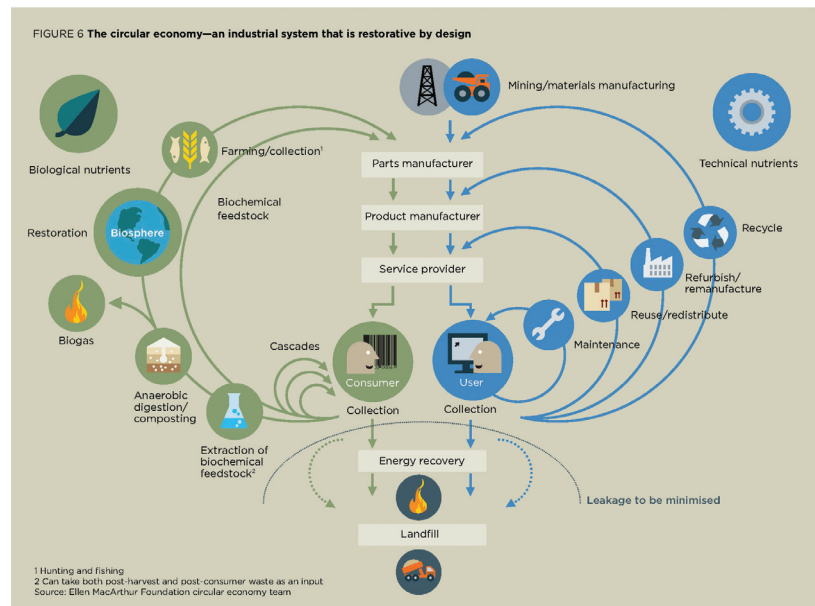 FIGURE 6 The circular economy—an industrial system that is restorative by design
Mining/materials manufacturing
Biological nutrients
Farming/collection¹
Technical nutrients
Parts manufacturer
Biochemical
feedstock
Product manufacturer
Restoration
Biosphere
Recycle
Service provider
Refurbish/
remanufacture
Reuse/redistribute
Biogas
Cascades
Maintenance
Consumer
User
Anaerobic
digestion/
composting
Collection
Collection
Extraction of
biochemical
feedstock²
Energy recovery
Leakage to be minimised
Landfill
1 Hunting and fishing
2 Can take both post-harvest and post-consumer waste as an input
Source: Ellen MacArthur Foundation circular economy team